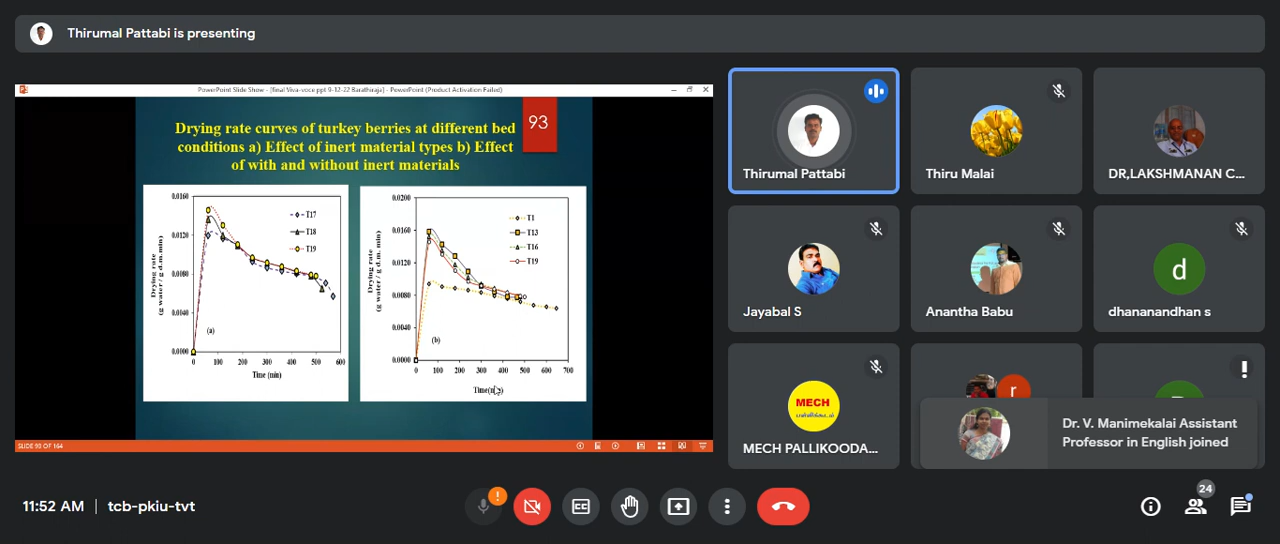 Thirumal Pattabi is presenting
PowerPoint Slide Show - [final Viva-voce.ppt 9-12-22 Barathiraja] - PowerPoint (Product Activation Failed)
93
Drying rate curves of turkey berries at different bed
conditions a) Effect of inert material types b) Effect
of with and without inert materials
0.0160
0.0120
0.0080
0.0040
0.0000
Drying rate
(g water / g d.m.min)
T17
T18
T19
(a)
0 100 200 300 400 500 600
Time (min)
0.0200
0.0160
0.0120
0.0080
0.0040
0.0000
Drying rate
(g water / g d.m.min)
T1
T13
T16
T19
(b)
0 100 200 300 400 500 600 700
SLIDE 93 OF 164
Thirumal Pattabi
Thiru Malai
DR,LAKSHMANAN C...
Jayabal S
Anantha Babu
d
dhananandhan s
MECH
MECH PALLIKOODA...
r
Dr. V. Manimekalai Assistant
Professor in English joined
11:52 AM | tcb-pkiu-tvt
CC
24